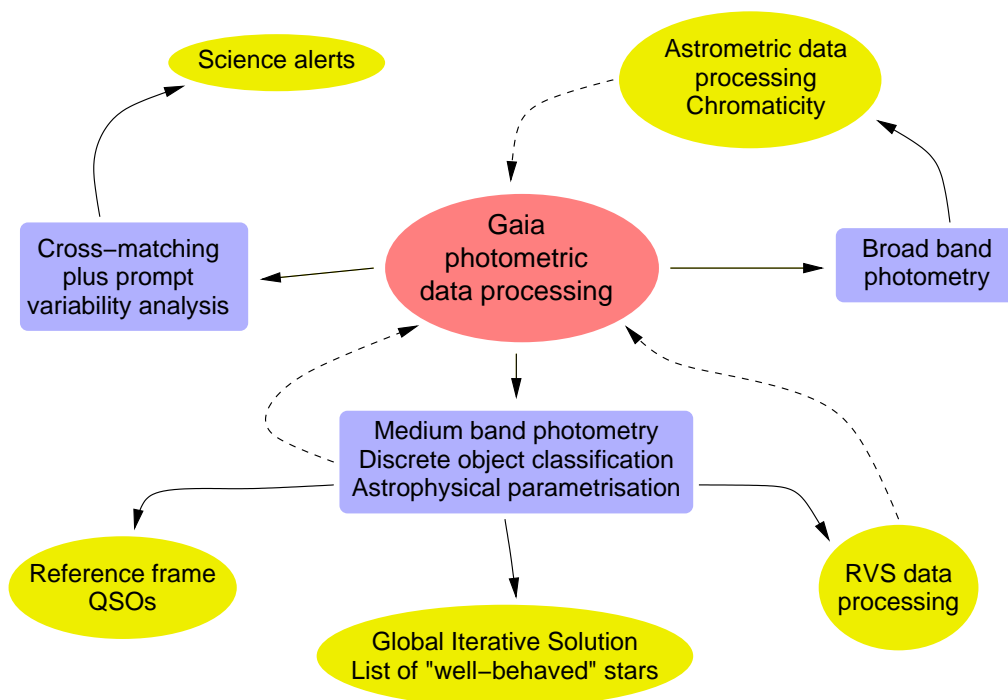 Science alerts
Astrometric data
processing
Chromaticity
Gaia
photometric
data processing
Cross−matching
plus prompt
variability analysis
Broad band
photometry
Medium band photometry
Discrete object classification
Astrophysical parametrisation
Reference frame
QSOs
RVS data
processing
Global Iterative Solution
List of "well−behaved" stars